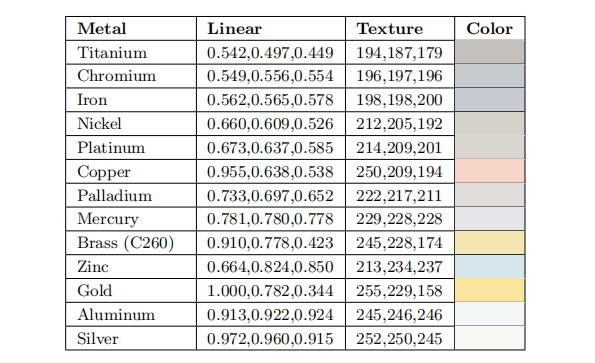 Metal Linear Texture Color
Titanium 0.542,0.497,0.449 194,187,179
Chromium 0.549,0.556,0.554 196,197,196
Iron 0.562,0.565,0.578 198,198,200
Nickel 0.660,0.609,0.526 212,205,192
Platinum 0.673,0.637,0.585 214,209,201
Copper 0.955,0.638,0.538 250,209,194
Palladium 0.733,0.697,0.652 222,217,211
Mercury 0.781,0.780,0.778 229,228,228
Brass (C260) 0.910,0.778,0.423 245,228,174
Zinc 0.664,0.824,0.850 213,234,237
Gold 1.000,0.782,0.344 255,229,158
Aluminum 0.913,0.922,0.924 245,246,246
Silver 0.972,0.960,0.915 252,250,245